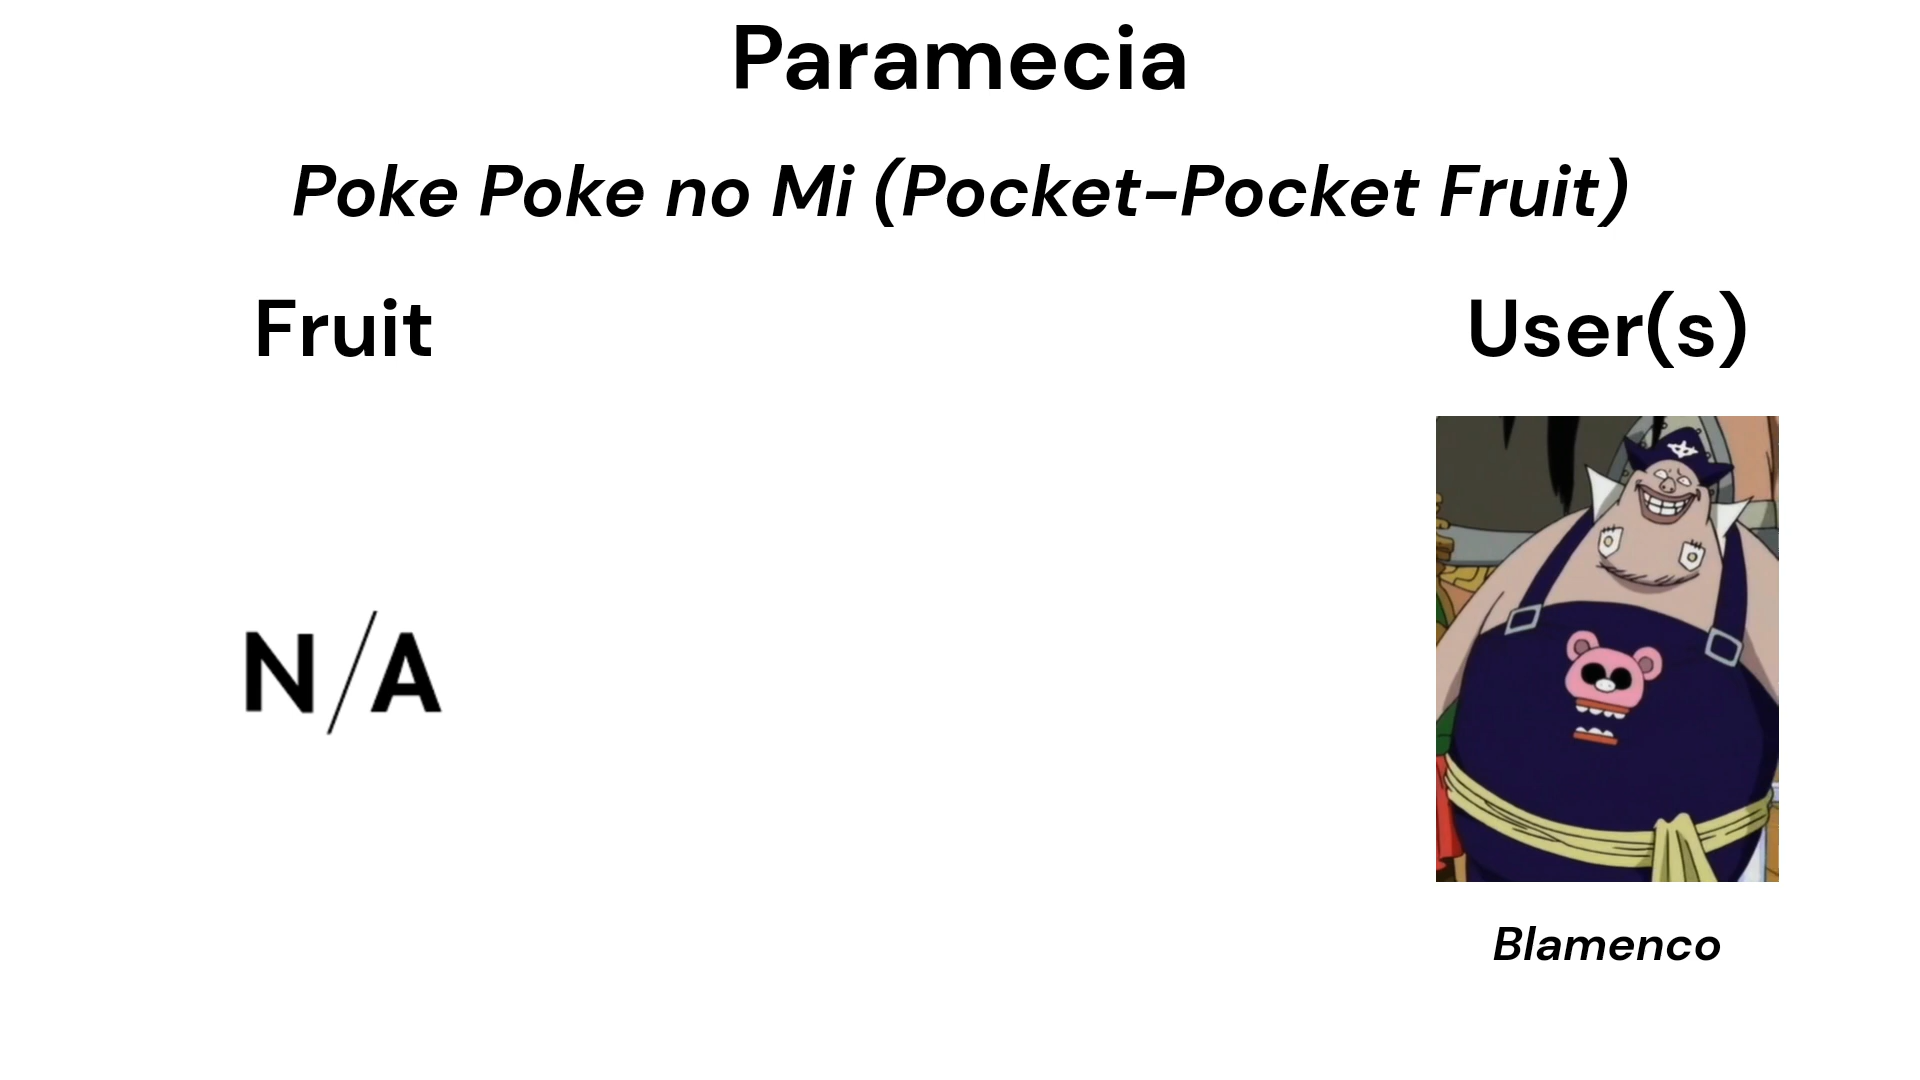 Paramecia
Poke Poke no Mi (Pocket-Pocket Fruit)
Fruit
User(s)
N/A
Blamenco